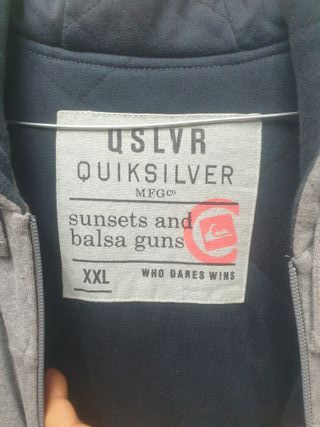 QSLVR
QUIKSILVER
MFG CO
sunsets and
balsa guns
XXL
WHO DARES WINS